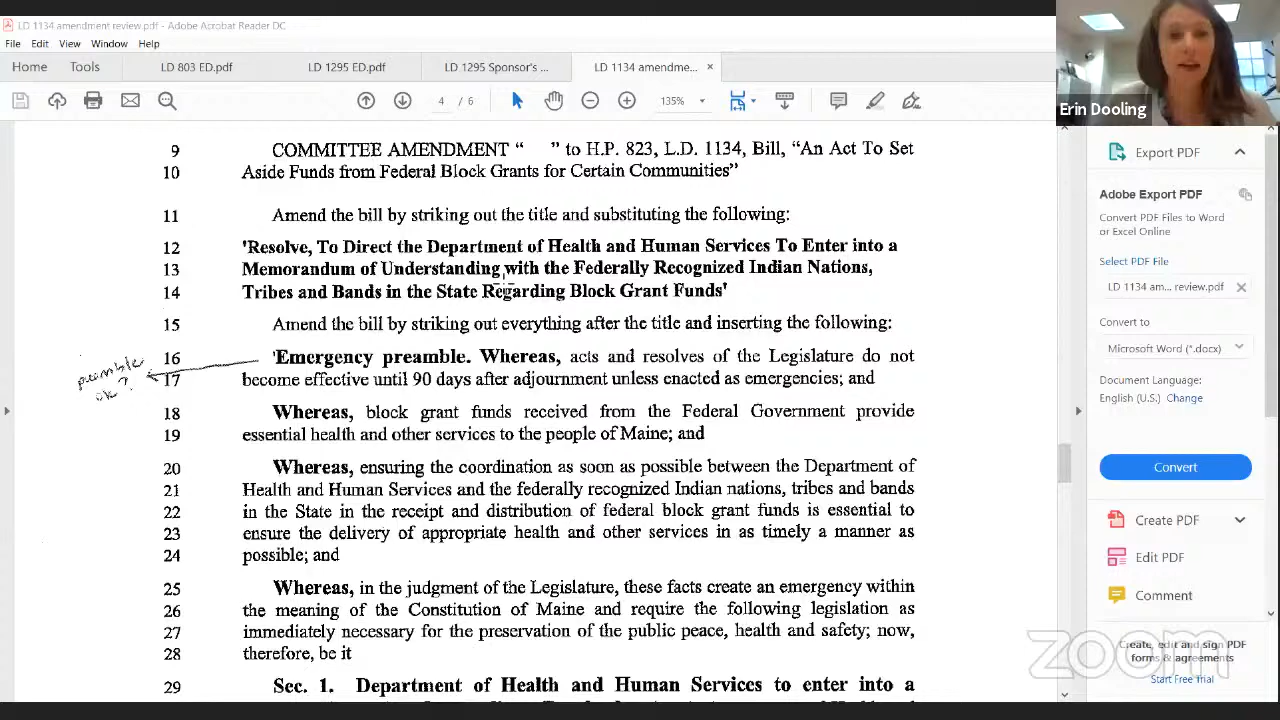 LD 1134 amendment review.pdf - Adobe Acrobat Reader DC
File Edit View Window Help
Home Tools LD 803 ED.pdf LD 1295 ED.pdf LD 1295 Sponsor's ... LD 1134 amendme... ×
4 / 6 135%
Erin Dooling
9 COMMITTEE AMENDMENT “ ” to H.P. 823, L.D. 1134, Bill, “An Act To Set
10 Aside Funds from Federal Block Grants for Certain Communities”
11 Amend the bill by striking out the title and substituting the following:
12 'Resolve, To Direct the Department of Health and Human Services To Enter into a
13 Memorandum of Understanding with the Federally Recognized Indian Nations,
14 Tribes and Bands in the State Regarding Block Grant Funds'
15 Amend the bill by striking out everything after the title and inserting the following:
16 'Emergency preamble. Whereas, acts and resolves of the Legislature do not
17 become effective until 90 days after adjournment unless enacted as emergencies; and
preamble
ok?
18 Whereas, block grant funds received from the Federal Government provide
19 essential health and other services to the people of Maine; and
20 Whereas, ensuring the coordination as soon as possible between the Department of
21 Health and Human Services and the federally recognized Indian nations, tribes and bands
22 in the State in the receipt and distribution of federal block grant funds is essential to
23 ensure the delivery of appropriate health and other services in as timely a manner as
24 possible; and
25 Whereas, in the judgment of the Legislature, these facts create an emergency within
26 the meaning of the Constitution of Maine and require the following legislation as
27 immediately necessary for the preservation of the public peace, health and safety; now,
28 therefore, be it
29 Sec. 1. Department of Health and Human Services to enter into a
Export PDF
Adobe Export PDF
Convert PDF Files to Word
or Excel Online
Select PDF File
LD 1134 am... review.pdf ×
Convert to
Microsoft Word (*.docx)
Document Language:
English (U.S.) Change
Convert
Create PDF
Edit PDF
Comment
Create, edit and sign PDF
forms & agreements
Start Free Trial
zoom